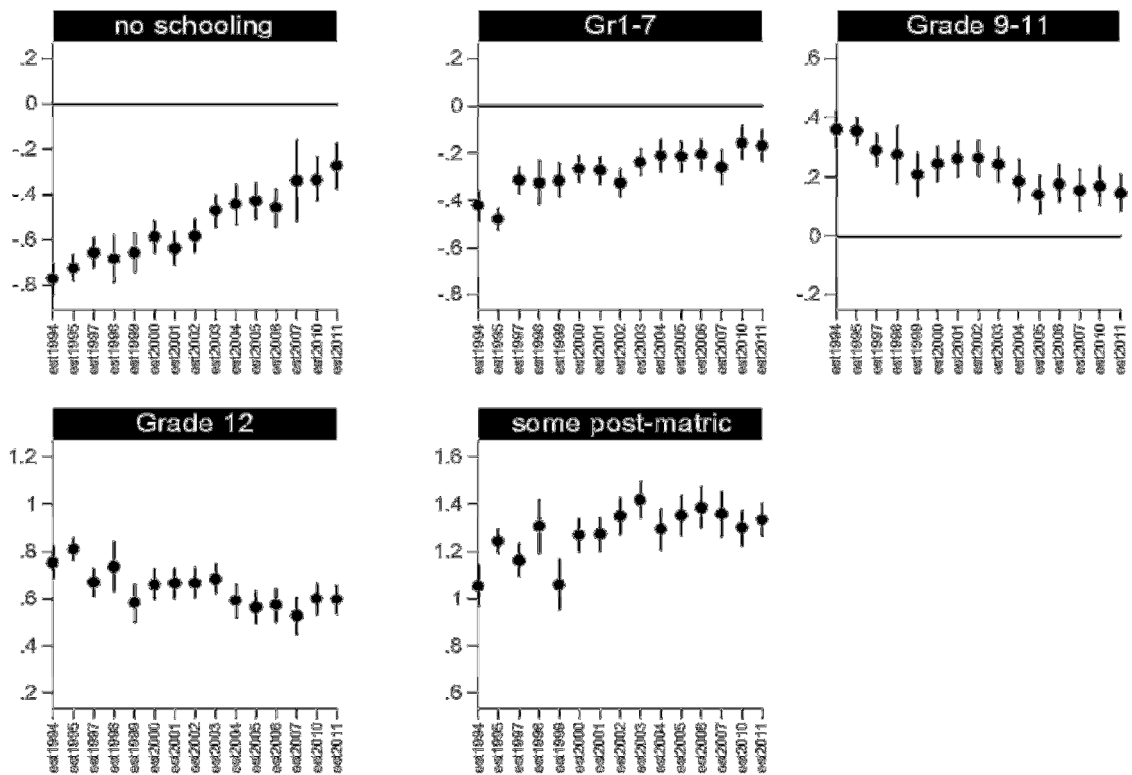 no schooling
.2
0
-.2
-.4
-.6
-.8
est1994
est1995
est1997
est1998
est1999
est2000
est2001
est2002
est2003
est2004
est2005
est2006
est2007
est2010
est2011
Gr1-7
.2
0
-.2
-.4
-.6
-.8
est1994
est1995
est1997
est1998
est1999
est2000
est2001
est2002
est2003
est2004
est2005
est2006
est2007
est2010
est2011
Grade 9-11
.6
.4
.2
0
-.2
est1994
est1995
est1997
est1998
est1999
est2000
est2001
est2002
est2003
est2004
est2005
est2006
est2007
est2010
est2011
Grade 12
1.2
1
.8
.6
.4
.2
est1994
est1995
est1997
est1998
est1999
est2000
est2001
est2002
est2003
est2004
est2005
est2006
est2007
est2010
est2011
some post-matric
1.6
1.4
1.2
1
.8
.6
est1994
est1995
est1997
est1998
est1999
est2000
est2001
est2002
est2003
est2004
est2005
est2006
est2007
est2010
est2011